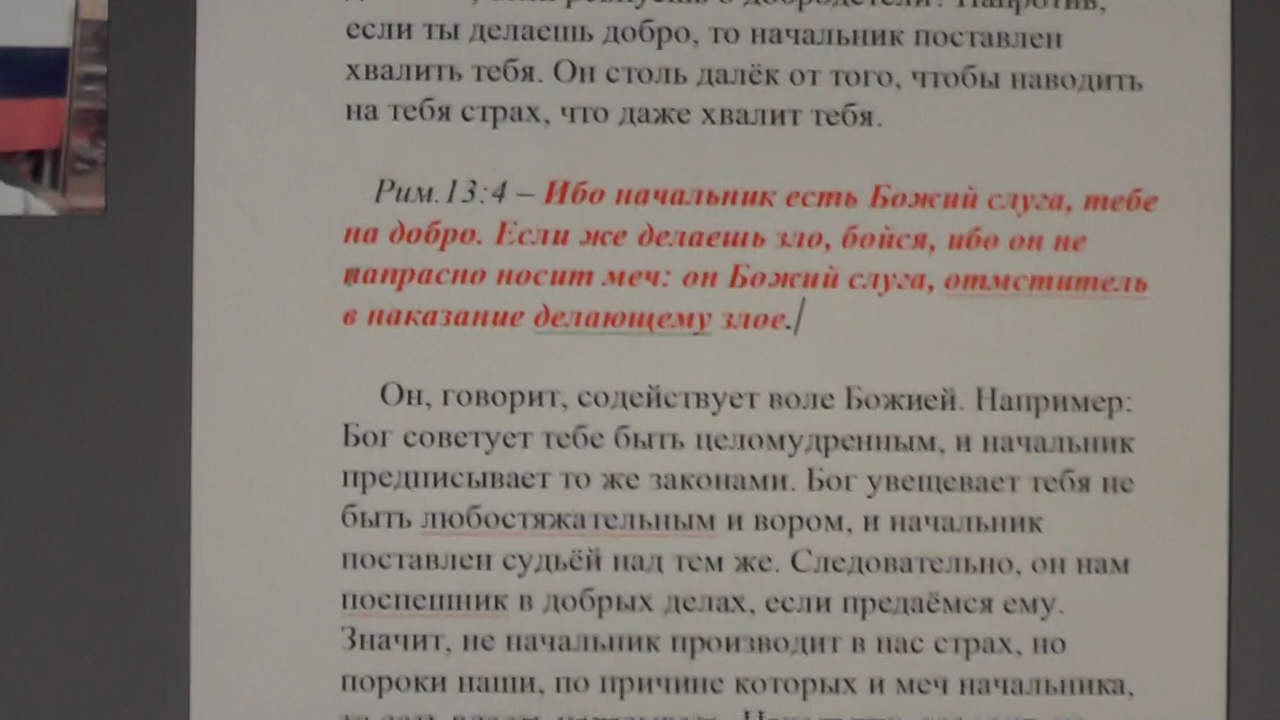 если ты делаешь добро, то начальник поставлен
хвалить тебя. Он столь далёк от того, чтобы наводить
на тебя страх, что даже хвалит тебя.
Рим.13:4 – Ибо начальник есть Божий слуга, тебе
на добро. Если же делаешь зло, бойся, ибо он не
напрасно носит меч: он Божий слуга, отмститель
в наказание делающему злое.
Он, говорит, содействует воле Божией. Например:
Бог советует тебе быть целомудренным, и начальник
предписывает то же законами. Бог увещевает тебя не
быть любостяжательным и вором, и начальник
поставлен судьёй над тем же. Следовательно, он нам
поспешник в добрых делах, если предаёмся ему.
Значит, не начальник производит в нас страх, но
пороки наши, по причине которых и меч начальника,